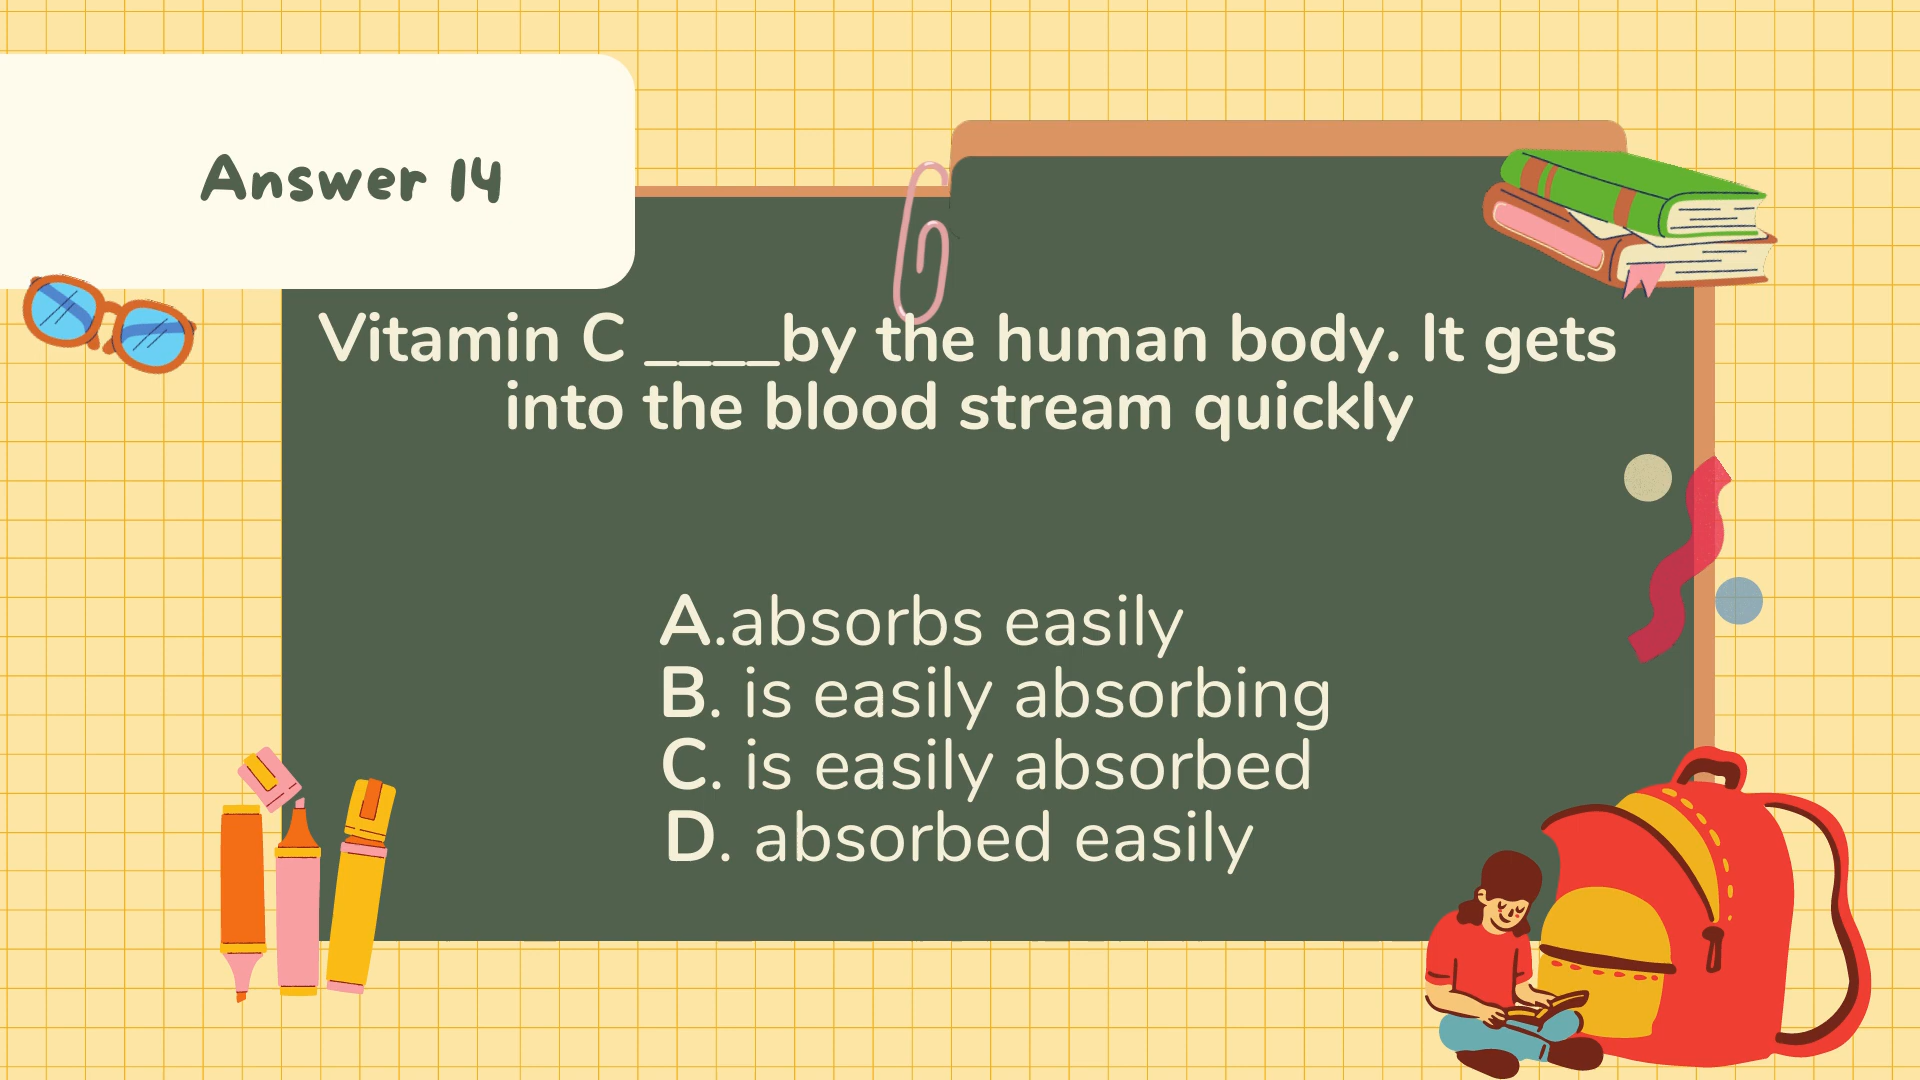 Answer 14
Vitamin C ____by the human body. It gets
into the blood stream quickly
A.absorbs easily
B. is easily absorbing
C. is easily absorbed
D. absorbed easily